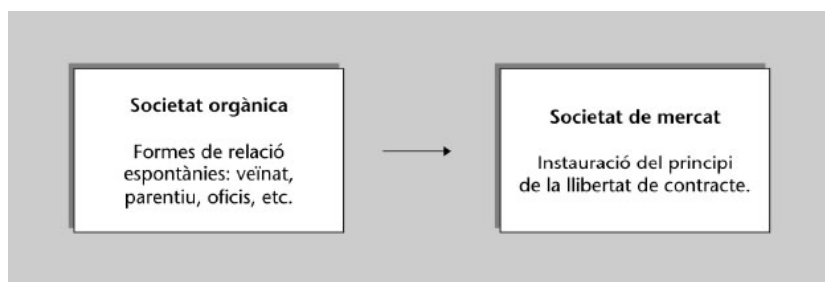 Societat orgànica
Formes de relació
espontànies: veïnat,
parentiu, oficis, etc.
Societat de mercat
Instauració del principi
de la llibertat de contracte.